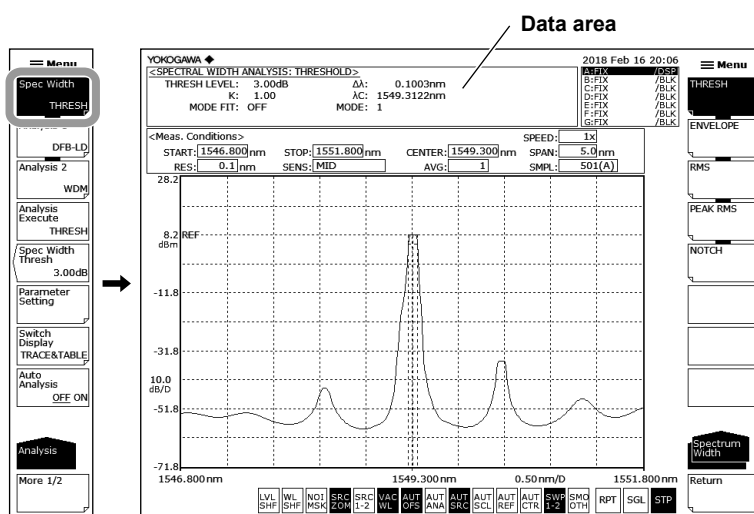 Data area
Menu
Spec Width
THRESH
DFB-LD
Analysis 2
WDM
Analysis
Execute
THRESH
Spec Width
Thresh
3.00dB
Parameter
Setting
Switch
Display
TRACE&TABLE
Auto
Analysis
OFF ON
Analysis
More 1/2
YOKOGAWA ◆
2018 Feb 16 20:06
<SPECTRAL WIDTH ANALYSIS: THRESHOLD>
THRESH LEVEL: 3.00dB Δλ: 0.1003nm
K: 1.00 λC: 1549.3122nm
MODE FIT: OFF MODE: 1
A:FIX /DSP
B:FIX /BLK
C:FIX /BLK
D:FIX /BLK
E:FIX /BLK
F:FIX /BLK
G:FIX /BLK
<Meas. Conditions> SPEED: 1x
START: 1546.800 nm STOP: 1551.800 nm CENTER: 1549.300 nm SPAN: 5.0 nm
RES: 0.1 nm SENS: MID AVG: 1 SMPL: 501(A)
28.2
8.2 REF
dBm
-11.8
-31.8
10.0
dB/D
-51.8
-71.8
1546.800nm 1549.300nm 0.50nm/D 1551.800nm
LVL SHF
WL SHF
NOI MSK
SRC ZOM
SRC 1-2
VAC WL
AUT OFS
AUT ANA
AUT SRC
AUT SCL
AUT REF
AUT CTR
SWP 1-2
SMO OTH
RPT
SGL
STP
Menu
THRESH
ENVELOPE
RMS
PEAK RMS
NOTCH
Spectrum
Width
Return